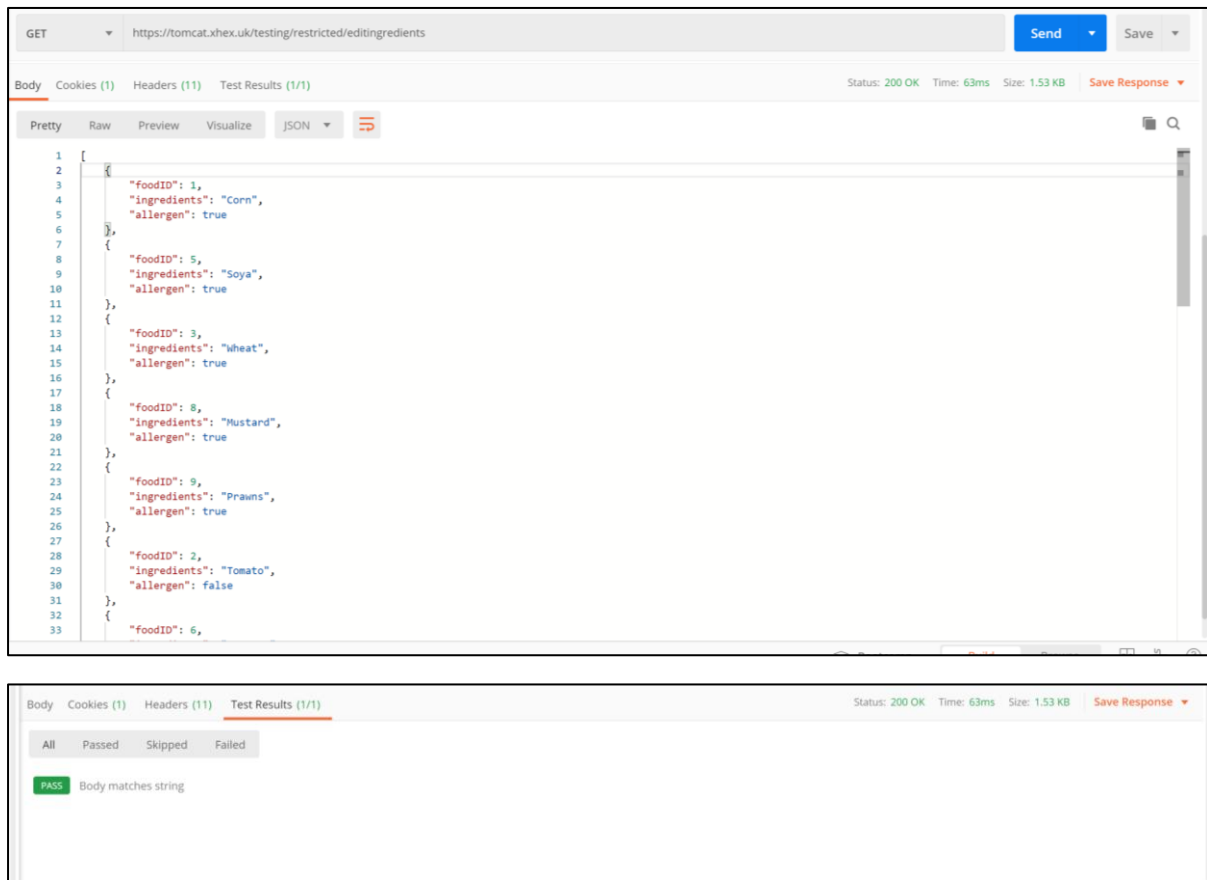 GET https://tomcat.xhex.uk/testing/restricted/editingredients Send Save
Body Cookies (1) Headers (11) Test Results (1/1) Status: 200 OK Time: 63ms Size: 1.53 KB Save Response
Pretty Raw Preview Visualize JSON
1 [
2 {
3 "foodID": 1,
4 "ingredients": "Corn",
5 "allergen": true
6 },
7 {
8 "foodID": 5,
9 "ingredients": "Soya",
10 "allergen": true
11 },
12 {
13 "foodID": 3,
14 "ingredients": "Wheat",
15 "allergen": true
16 },
17 {
18 "foodID": 8,
19 "ingredients": "Mustard",
20 "allergen": true
21 },
22 {
23 "foodID": 9,
24 "ingredients": "Prawns",
25 "allergen": true
26 },
27 {
28 "foodID": 2,
29 "ingredients": "Tomato",
30 "allergen": false
31 },
32 {
33 "foodID": 6,
Body Cookies (1) Headers (11) Test Results (1/1) Status: 200 OK Time: 63ms Size: 1.53 KB Save Response
All Passed Skipped Failed
PASS Body matches string